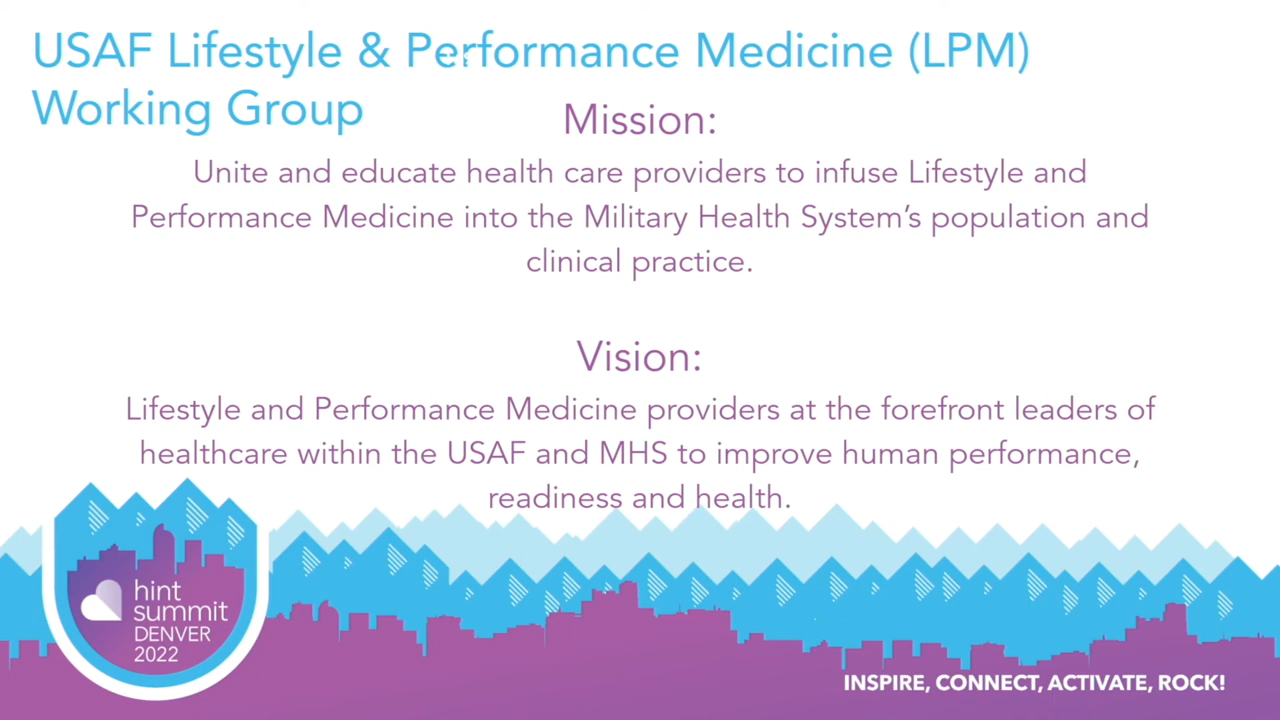 USAF Lifestyle & Performance Medicine (LPM)
Working Group
Mission:
Unite and educate health care providers to infuse Lifestyle and
Performance Medicine into the Military Health System’s population and
clinical practice.
Vision:
Lifestyle and Performance Medicine providers at the forefront leaders of
healthcare within the USAF and MHS to improve human performance,
readiness and health.
hint
summit
DENVER
2022
INSPIRE, CONNECT, ACTIVATE, ROCK!